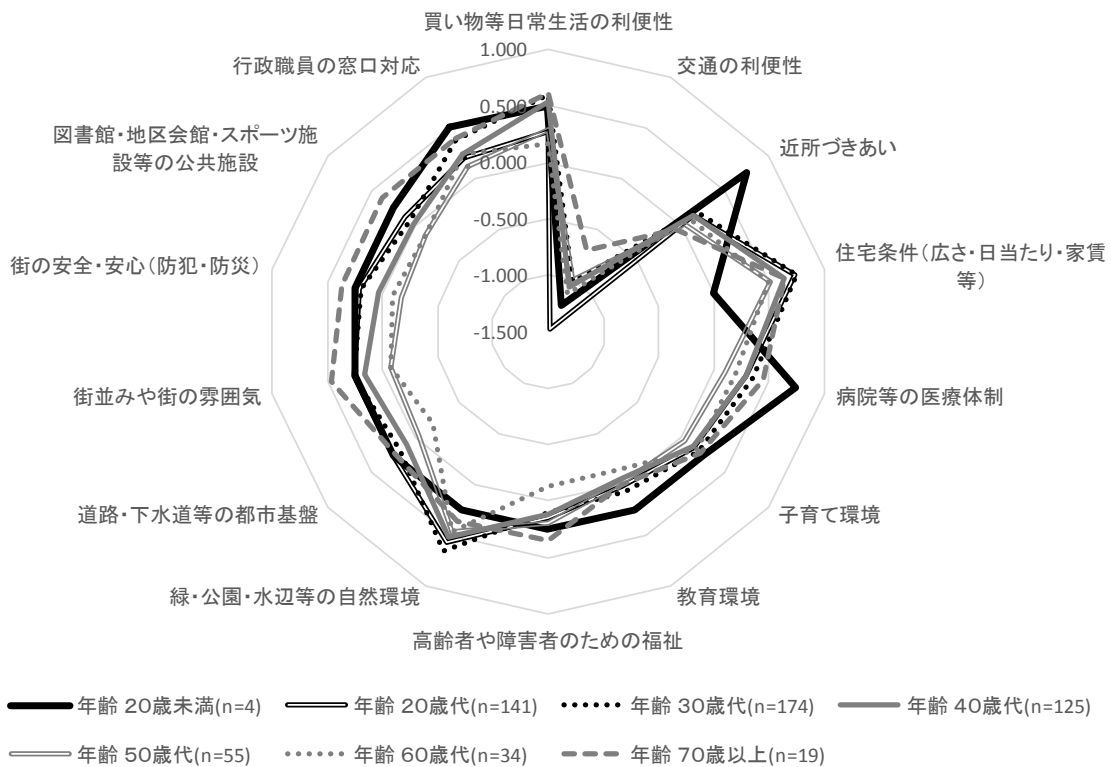 買い物等日常生活の利便性
1.000
行政職員の窓口対応
交通の利便性
0.500
図書館・地区会館・スポーツ施
設等の公共施設
近所づきあい
0.000
-0.500
街の安全・安心（防犯・防災）
住宅条件（広さ・日当たり・家賃
等）
-1.000
-1.500
街並みや街の雰囲気
病院等の医療体制
道路・下水道等の都市基盤
子育て環境
緑・公園・水辺等の自然環境
教育環境
高齢者や障害者のための福祉
年齢 20歳未満(n=4)
年齢 20歳代(n=141)
年齢 30歳代(n=174)
年齢 40歳代(n=125)
年齢 50歳代(n=55)
年齢 60歳代(n=34)
年齢 70歳以上(n=19)